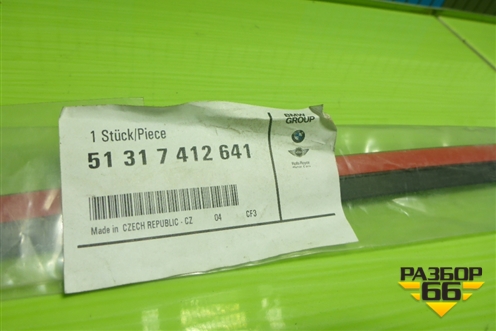 1 Stück/Piece
51 31 7 412 641
Made in CZECH REPUBLIC - CZ 04 CF3
BMW
GROUP
РАЗБОР
66